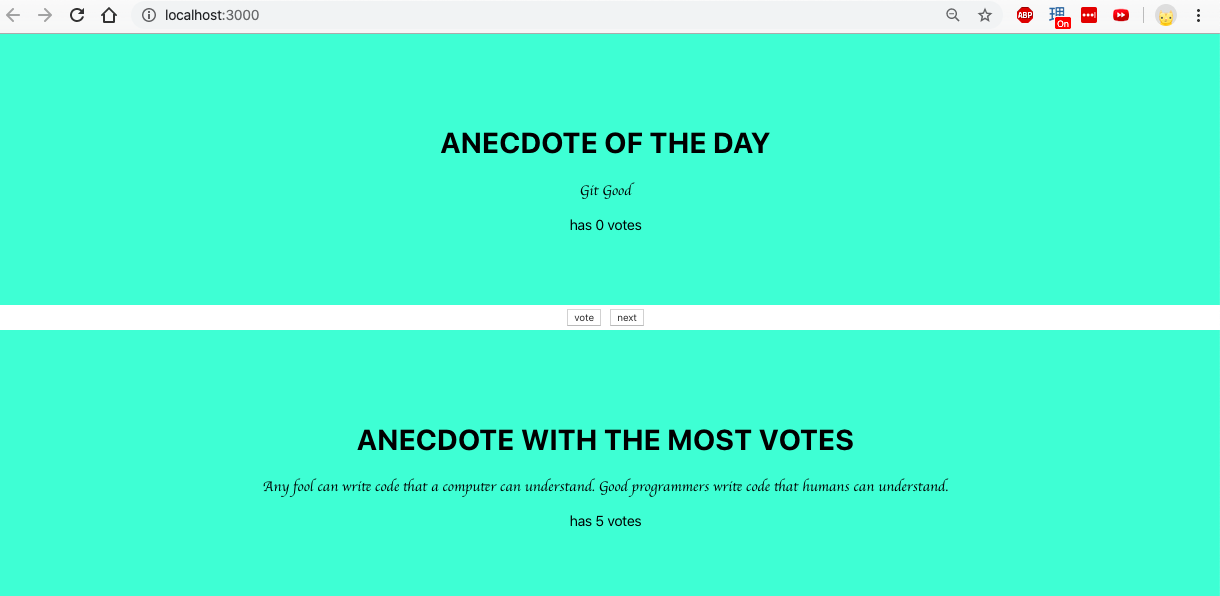 localhost:3000
ABP
理
On
ANECDOTE OF THE DAY
Git Good
has 0 votes
vote next
ANECDOTE WITH THE MOST VOTES
Any fool can write code that a computer can understand. Good programmers write code that humans can understand.
has 5 votes